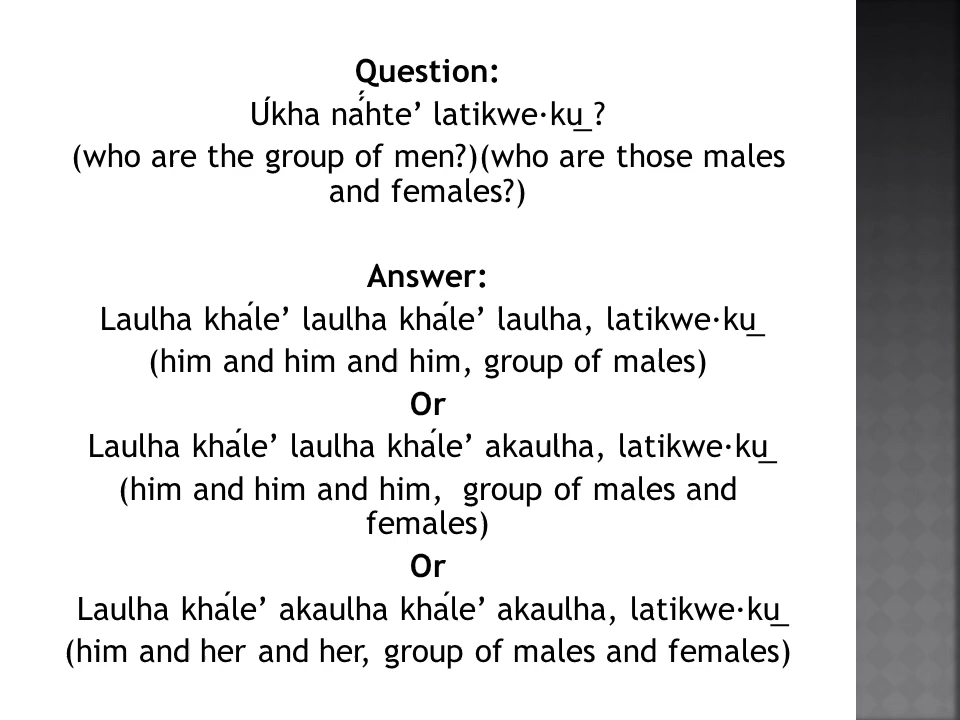 Question:
Úkha náhte’ latikwe·ku̲ ?
(who are the group of men?)(who are those males
and females?)
Answer:
Laulha khále’ laulha khále’ laulha, latikwe·ku̲
(him and him and him, group of males)
Or
Laulha khále’ laulha khále’ akaulha, latikwe·ku̲
(him and him and him, group of males and
females)
Or
Laulha khále’ akaulha khále’ akaulha, latikwe·ku̲
(him and her and her, group of males and females)